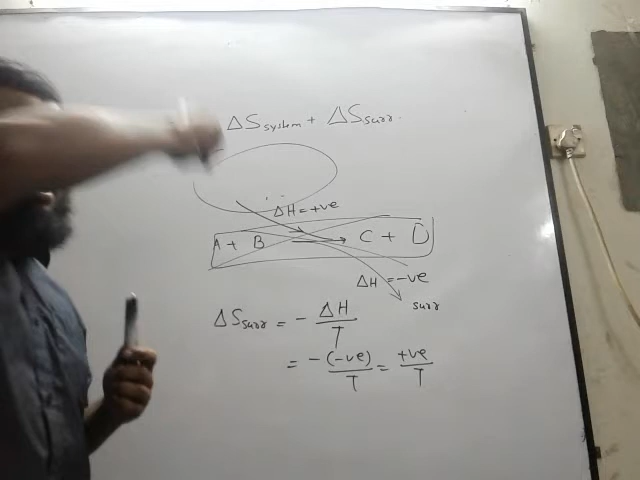 ΔSsystem + ΔSsurr.
ΔH = +ve
A + B → C + D
ΔH = -ve
surr
ΔSsurr = - ΔH/T
= -(-ve)/T = +ve/T